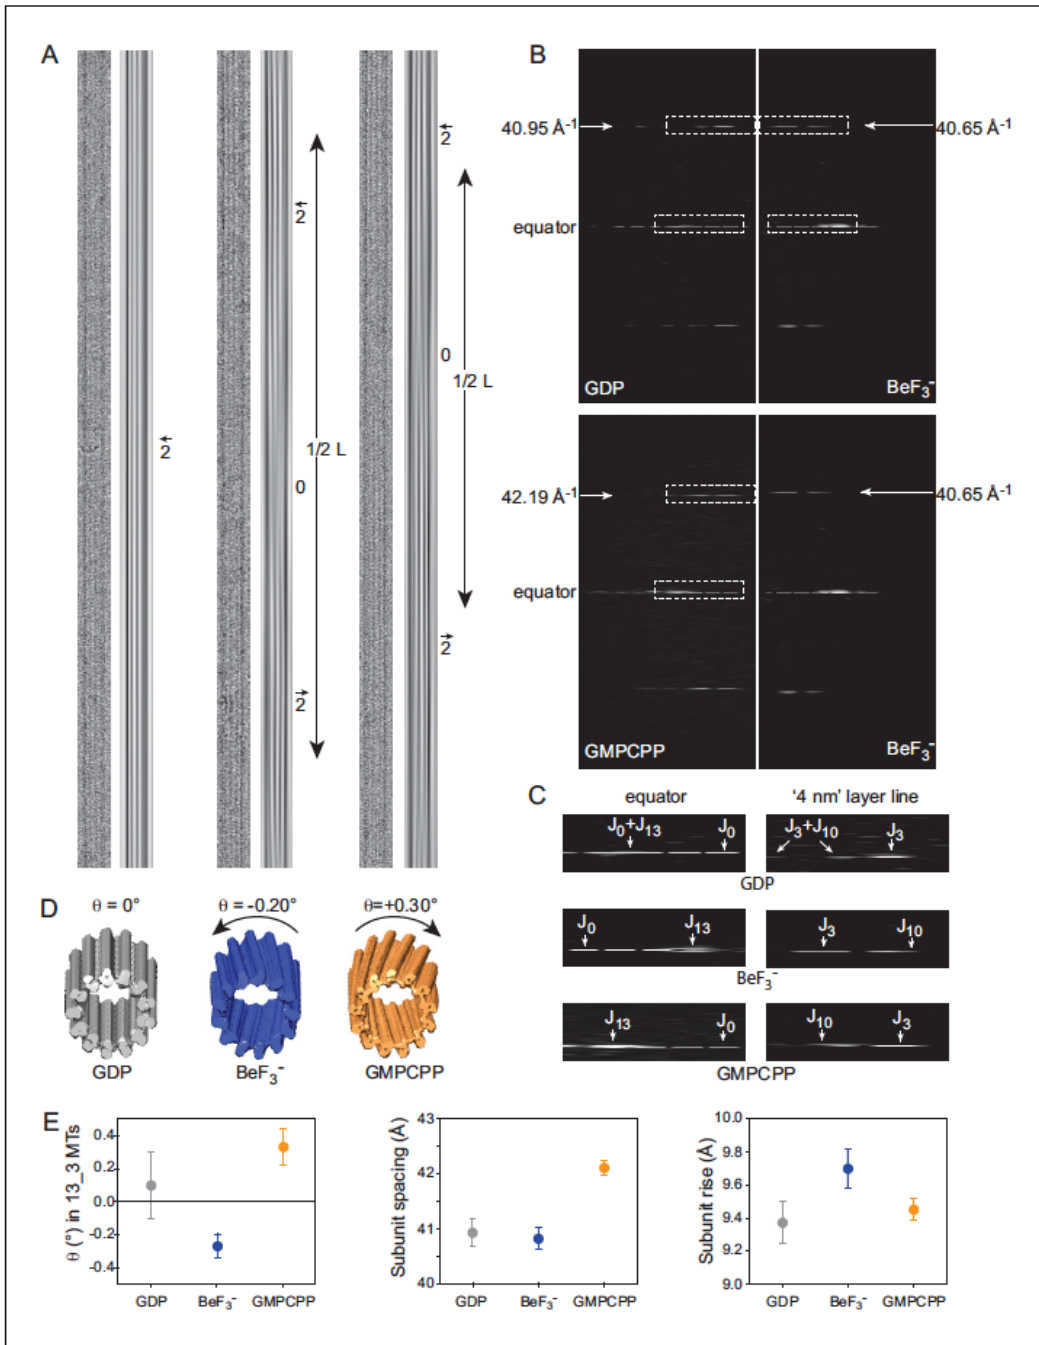 A
2
1/2 L
2
0
2
2
0
1/2 L
2
B
40.95 Å⁻¹
40.65 Å⁻¹
equator
GDP
BeF₃⁻
42.19 Å⁻¹
40.65 Å⁻¹
equator
GMPCPP
BeF₃⁻
C
equator
'4 nm' layer line
J₀+J₁₃
J₀
J₃+J₁₀
J₃
GDP
J₀
J₁₃
J₃
J₁₀
BeF₃⁻
J₁₃
J₀
J₁₀
J₃
GMPCPP
D
θ = 0°
θ = -0.20°
θ=+0.30°
GDP
BeF₃⁻
GMPCPP
E
θ (°) in 13_3 MTs
0.4
0.2
0.0
-0.2
-0.4
GDP
BeF₃⁻
GMPCPP
Subunit spacing (Å)
43
42
41
40
GDP
BeF₃⁻
GMPCPP
Subunit rise (Å)
10.0
9.8
9.6
9.4
9.2
9.0
GDP
BeF₃⁻
GMPCPP